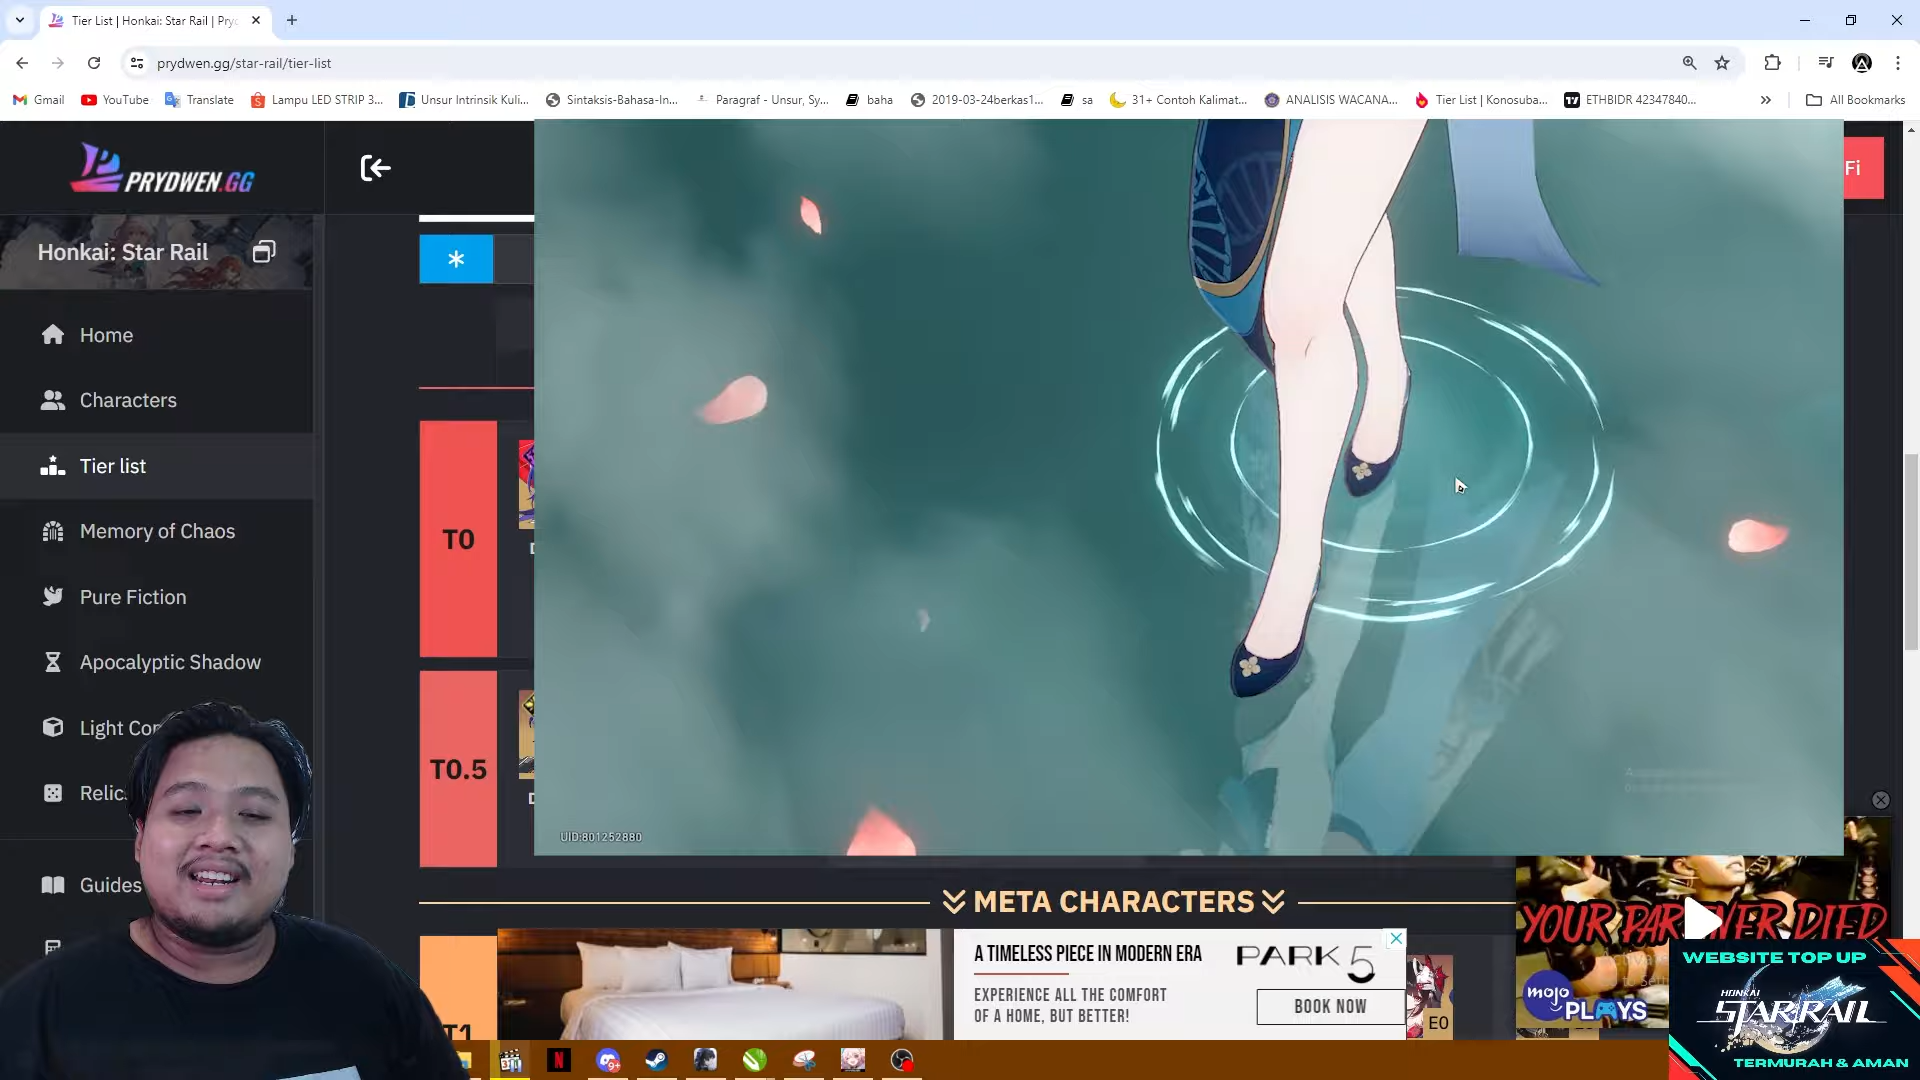 Tier List | Honkai: Star Rail | Pry
prydwen.gg/star-rail/tier-list
Gmail
YouTube
Translate
Lampu LED STRIP 3...
Unsur Intrinsik Kuli...
Sintaksis-Bahasa-In...
Paragraf - Unsur, Sy...
baha
2019-03-24berkas1...
sa
31+ Contoh Kalimat...
ANALISIS WACANA...
Tier List | Konosuba...
ETHBIDR 42347840...
All Bookmarks
PRYDWEN.GG
Fi
Honkai: Star Rail
Home
Characters
Tier list
Memory of Chaos
Pure Fiction
Apocalyptic Shadow
Light Con
Relics
Guides
T0
D
T0.5
D
UID:801252880
META CHARACTERS
T1
A TIMELESS PIECE IN MODERN ERA
EXPERIENCE ALL THE COMFORT
OF A HOME, BUT BETTER!
PARK 5
BOOK NOW
E0
YOUR PARTNER DIED
mojo
PLAYS
WEBSITE TOP UP
HONKAI
STAR RAIL
TERMURAH & AMAN